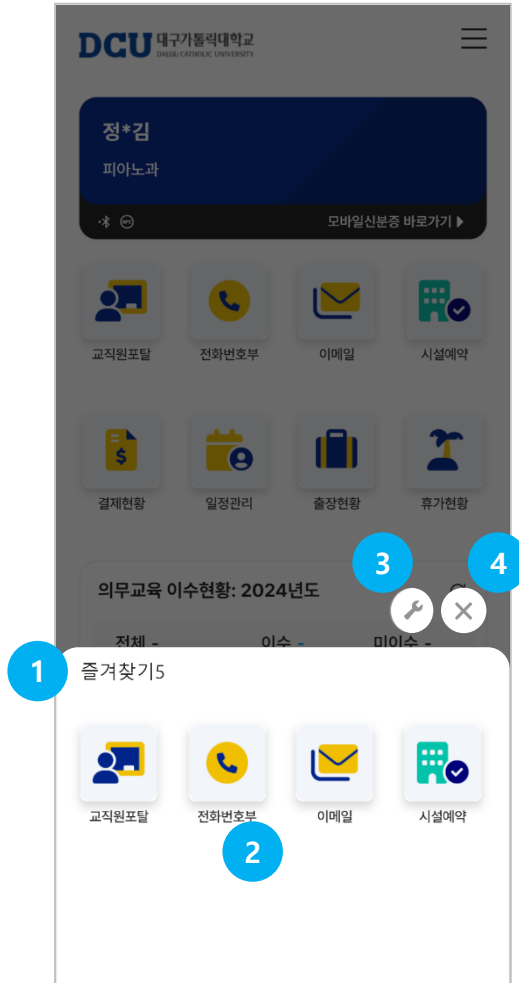 DCU 대구가톨릭대학교
DAEGU CATHOLIC UNIVERSITY
정*김
피아노과
모바일신분증 바로가기
교직원포탈 전화번호부 이메일 시설예약
$
결제현황 일정관리 출장현황 휴가현황
3 4
의무교육 이수현황: 2024년도
전체 - 이수 - 미이수 -
1 즐겨찾기5
교직원포탈 전화번호부 이메일 시설예약
2